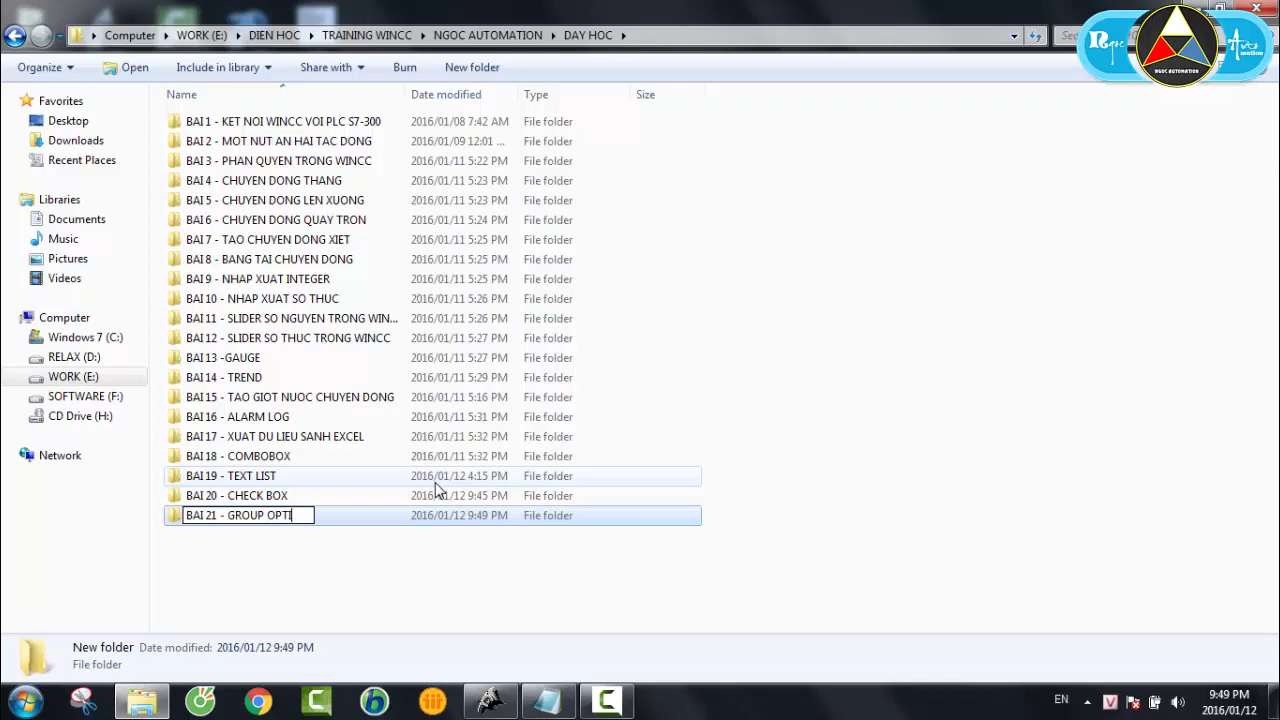 Computer ▸ WORK (E:) ▸ DIEN HOC ▸ TRAINING WINCC ▸ NGOC AUTOMATION ▸ DAY HOC ▸
Ngoc Automation
NGOC AUTOMATION
Organize Open Include in library Share with Burn New folder
Name Date modified Type Size
Favorites
Desktop
Downloads
Recent Places
Libraries
Documents
Music
Pictures
Videos
Computer
Windows 7 (C:)
RELAX (D:)
WORK (E:)
SOFTWARE (F:)
CD Drive (H:)
Network
BAI 1 - KET NOI WINCC VOI PLC S7-300 2016/01/08 7:42 AM File folder
BAI 2 - MOT NUT AN HAI TAC DONG 2016/01/09 12:01 ... File folder
BAI 3 - PHAN QUYEN TRONG WINCC 2016/01/11 5:22 PM File folder
BAI 4 - CHUYEN DONG THANG 2016/01/11 5:23 PM File folder
BAI 5 - CHUYEN DONG LEN XUONG 2016/01/11 5:23 PM File folder
BAI 6 - CHUYEN DONG QUAY TRON 2016/01/11 5:24 PM File folder
BAI 7 - TAO CHUYEN DONG XIET 2016/01/11 5:25 PM File folder
BAI 8 - BANG TAI CHUYEN DONG 2016/01/11 5:25 PM File folder
BAI 9 - NHAP XUAT INTEGER 2016/01/11 5:25 PM File folder
BAI 10 - NHAP XUAT SO THUC 2016/01/11 5:26 PM File folder
BAI 11 - SLIDER SO NGUYEN TRONG WIN... 2016/01/11 5:26 PM File folder
BAI 12 - SLIDER SO THUC TRONG WINCC 2016/01/11 5:27 PM File folder
BAI 13 -GAUGE 2016/01/11 5:27 PM File folder
BAI 14 - TREND 2016/01/11 5:29 PM File folder
BAI 15 - TAO GIOT NUOC CHUYEN DONG 2016/01/11 5:16 PM File folder
BAI 16 - ALARM LOG 2016/01/11 5:31 PM File folder
BAI 17 - XUAT DU LIEU SANH EXCEL 2016/01/11 5:32 PM File folder
BAI 18 - COMBOBOX 2016/01/11 5:32 PM File folder
BAI 19 - TEXT LIST 2016/01/12 4:15 PM File folder
BAI 20 - CHECK BOX 2016/01/12 9:45 PM File folder
BAI 21 - GROUP OPTI 2016/01/12 9:49 PM File folder
New folder Date modified: 2016/01/12 9:49 PM
File folder
EN
9:49 PM
2016/01/12